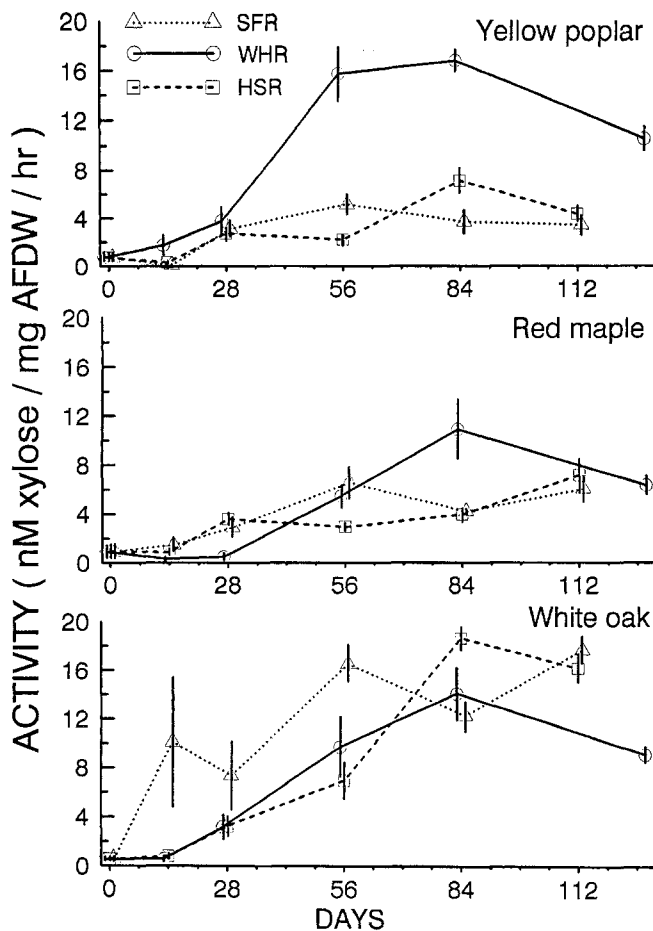 SFR
WHR
HSR
Yellow poplar
20
16
12
8
4
0
0 28 56 84 112
Red maple
20
16
12
8
4
0
0 28 56 84 112
White oak
20
16
12
8
4
0
0 28 56 84 112
DAYS
ACTIVITY ( nM xylose / mg AFDW / hr )